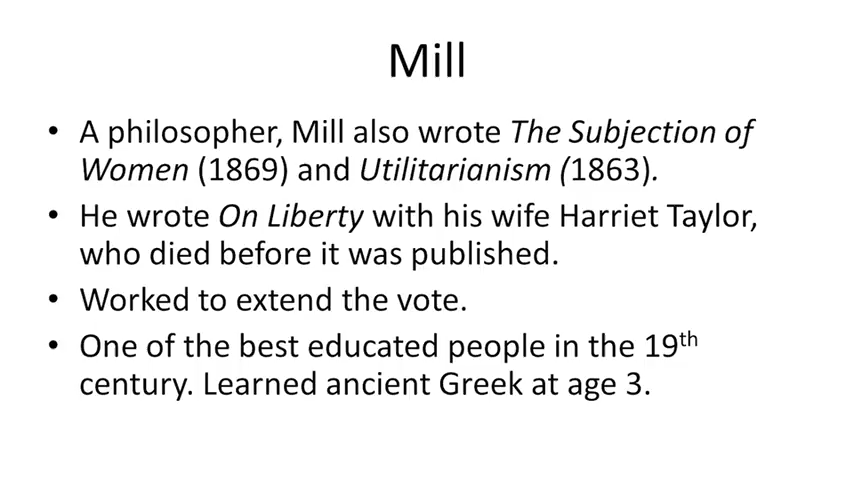 Mill
• A philosopher, Mill also wrote The Subjection of
Women (1869) and Utilitarianism (1863).
• He wrote On Liberty with his wife Harriet Taylor,
who died before it was published.
• Worked to extend the vote.
• One of the best educated people in the 19th
century. Learned ancient Greek at age 3.